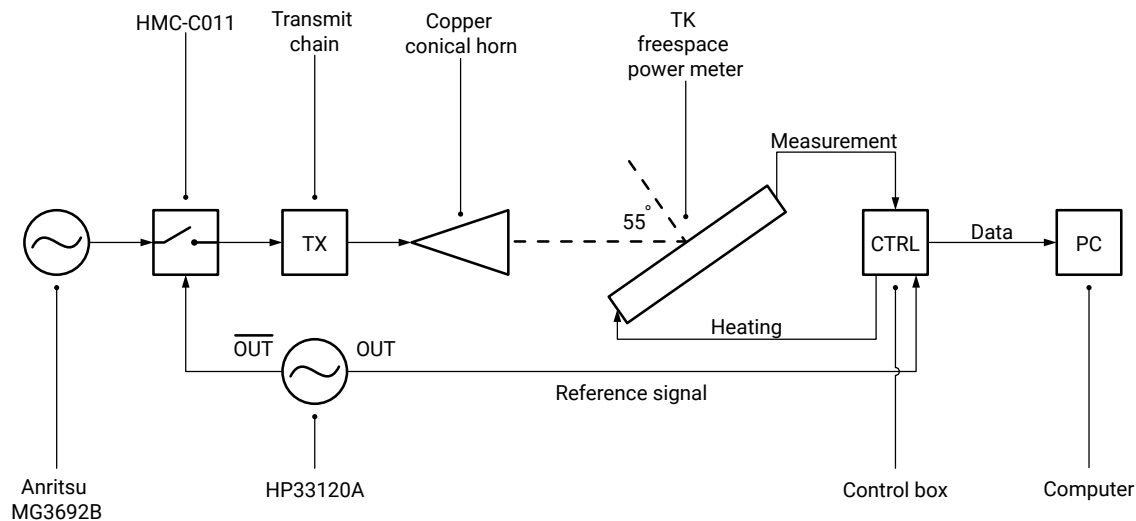 HMC-C011
Transmit
chain
Copper
conical horn
TK
freespace
power meter
Measurement
55°
TX
CTRL
Data
PC
Heating
OUT
OUT
Reference signal
Anritsu
MG3692B
HP33120A
Control box
Computer